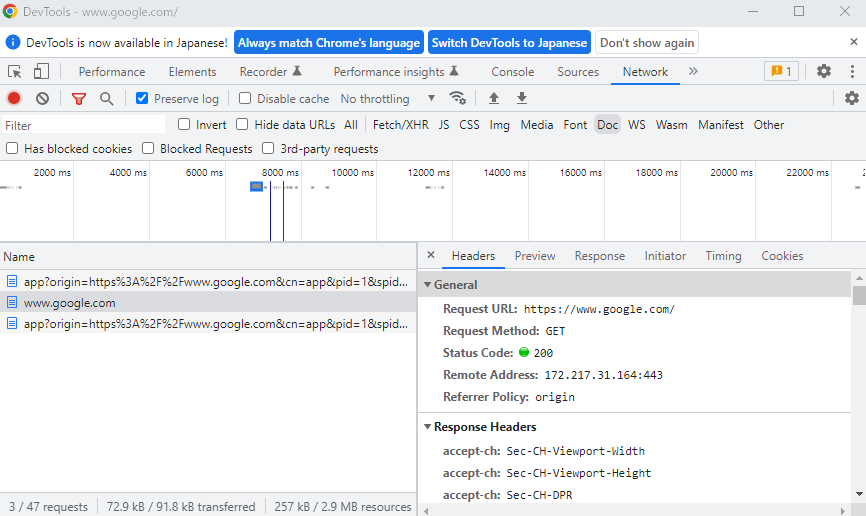 DevTools - www.google.com/
DevTools is now available in Japanese! Always match Chrome's language Switch DevTools to Japanese Don't show again
Performance Elements Recorder Performance insights Console Sources Network 1
Preserve log Disable cache No throttling
Filter Invert Hide data URLs All Fetch/XHR JS CSS Img Media Font Doc WS Wasm Manifest Other
Has blocked cookies Blocked Requests 3rd-party requests
2000 ms 4000 ms 6000 ms 8000 ms 10000 ms 12000 ms 14000 ms 16000 ms 18000 ms 20000 ms 22000 ms 2
Name
app?origin=https%3A%2F%2Fwww.google.com&cn=app&pid=1&spid...
www.google.com
app?origin=https%3A%2F%2Fwww.google.com&cn=app&pid=1&spid...
3 / 47 requests 72.9 kB / 91.8 kB transferred 257 kB / 2.9 MB resources
Headers Preview Response Initiator Timing Cookies
General
Request URL: https://www.google.com/
Request Method: GET
Status Code: 200
Remote Address: 172.217.31.164:443
Referrer Policy: origin
Response Headers
accept-ch: Sec-CH-Viewport-Width
accept-ch: Sec-CH-Viewport-Height
accept-ch: Sec-CH-DPR